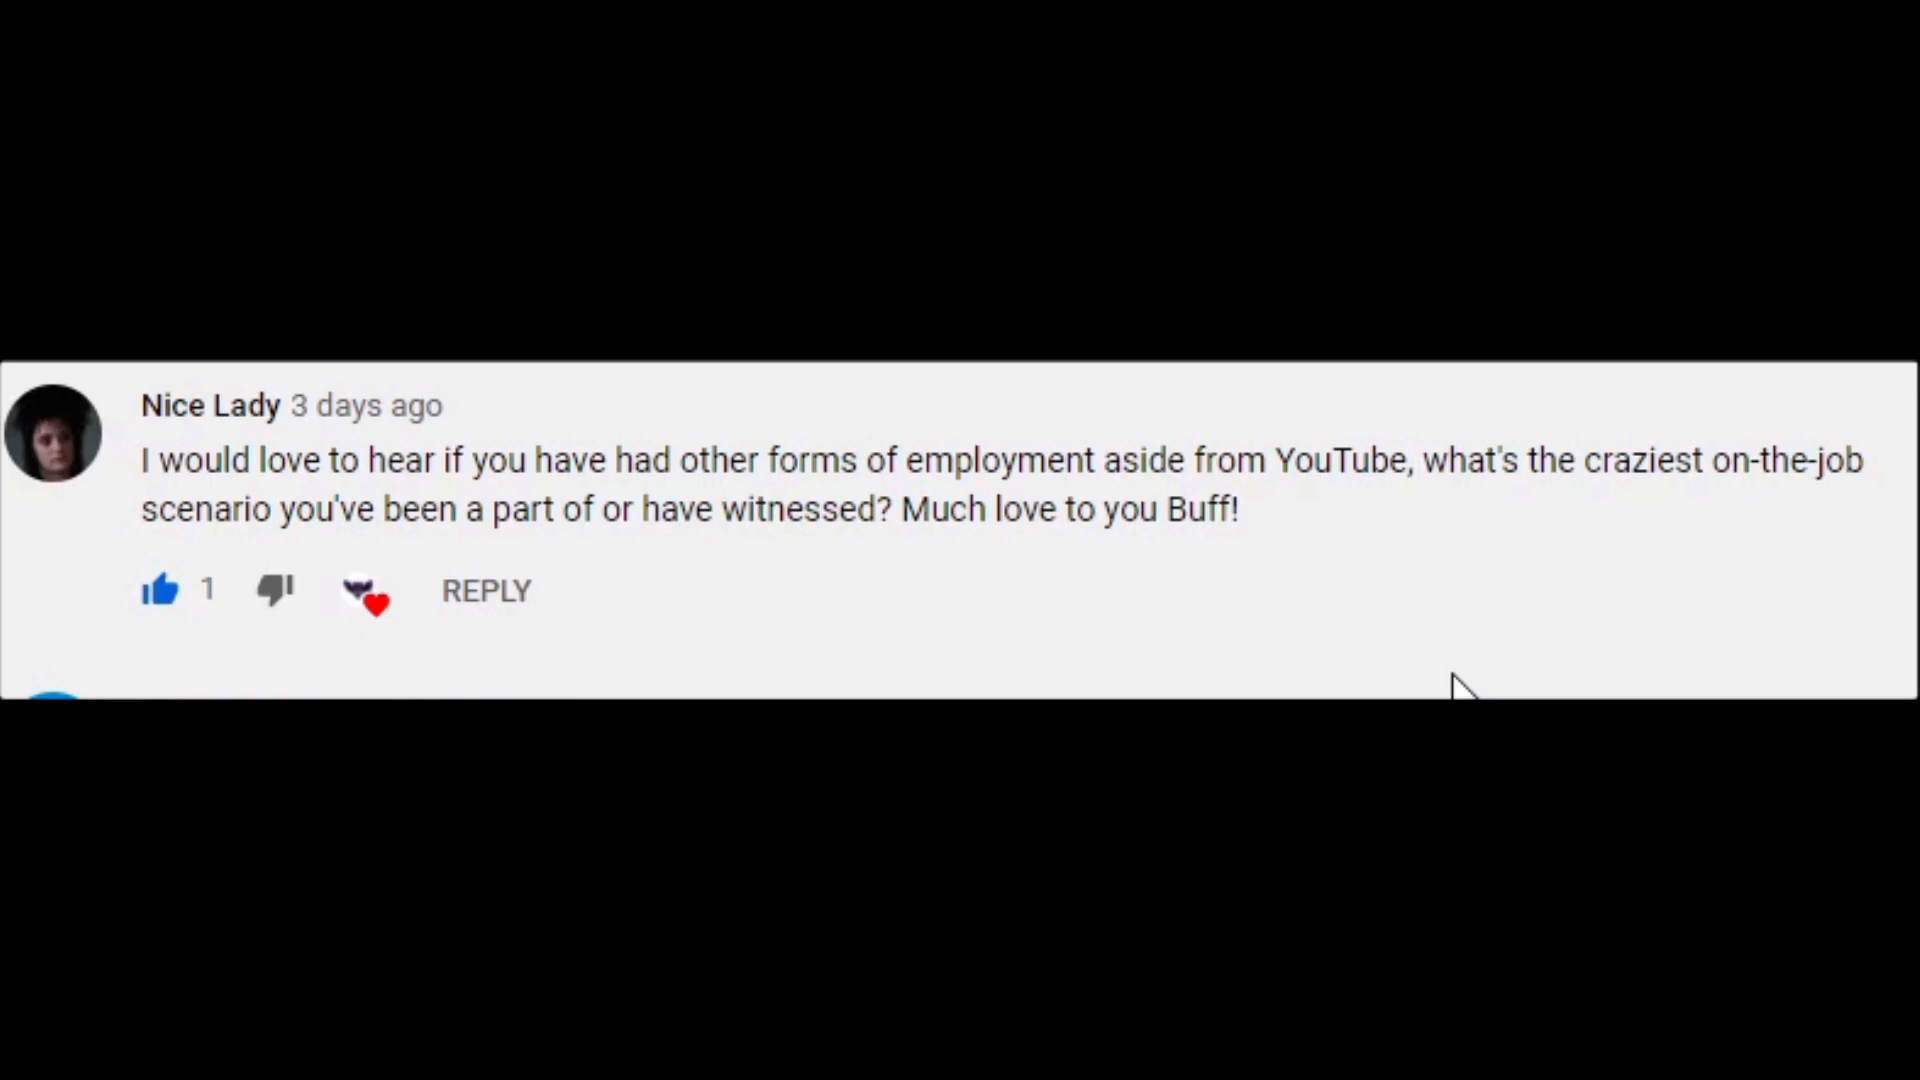 Nice Lady 3 days ago
I would love to hear if you have had other forms of employment aside from YouTube, what's the craziest on-the-job
scenario you've been a part of or have witnessed? Much love to you Buff!
1 REPLY